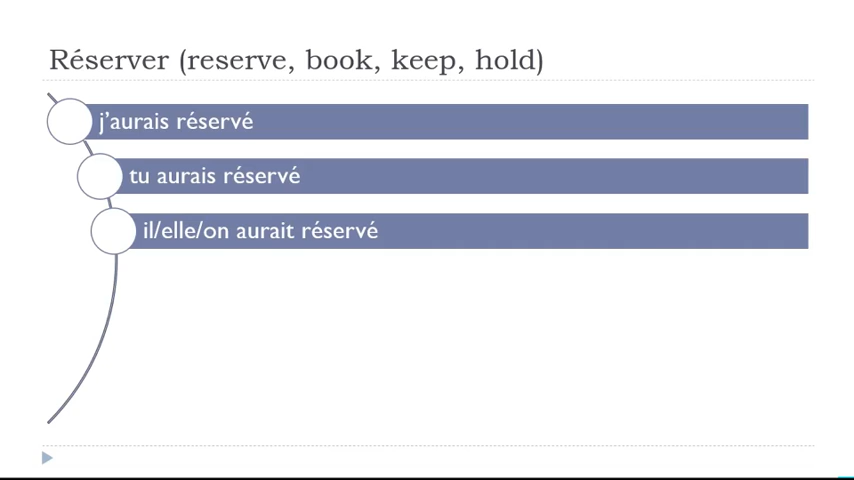 Réserver (reserve, book, keep, hold)
j’aurais réservé
tu aurais réservé
il/elle/on aurait réservé